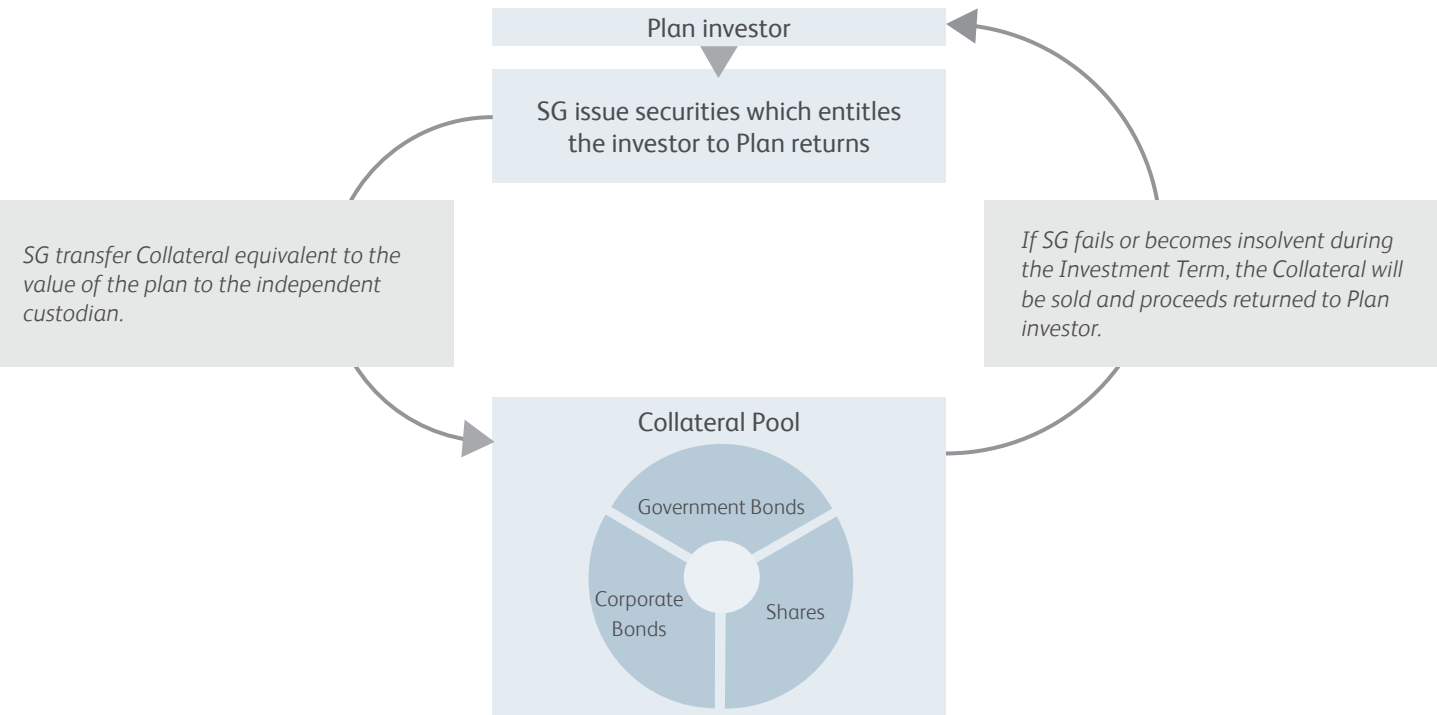 Plan investor
SG issue securities which entitles
the investor to Plan returns
SG transfer Collateral equivalent to the
value of the plan to the independent
custodian.
If SG fails or becomes insolvent during
the Investment Term, the Collateral will
be sold and proceeds returned to Plan
investor.
Collateral Pool
Government Bonds
Corporate
Bonds
Shares